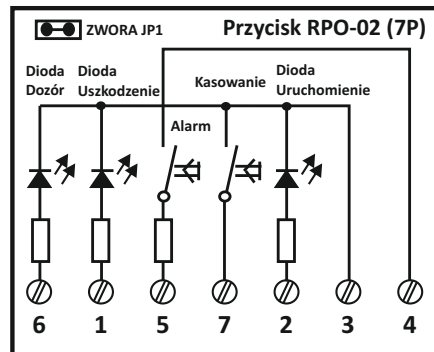 ZWORA JP1
Przycisk RPO-02 (7P)
Dioda
Dozór
Dioda
Uszkodzenie
Kasowanie
Dioda
Uruchomienie
Alarm
6 1 5 7 2 3 4